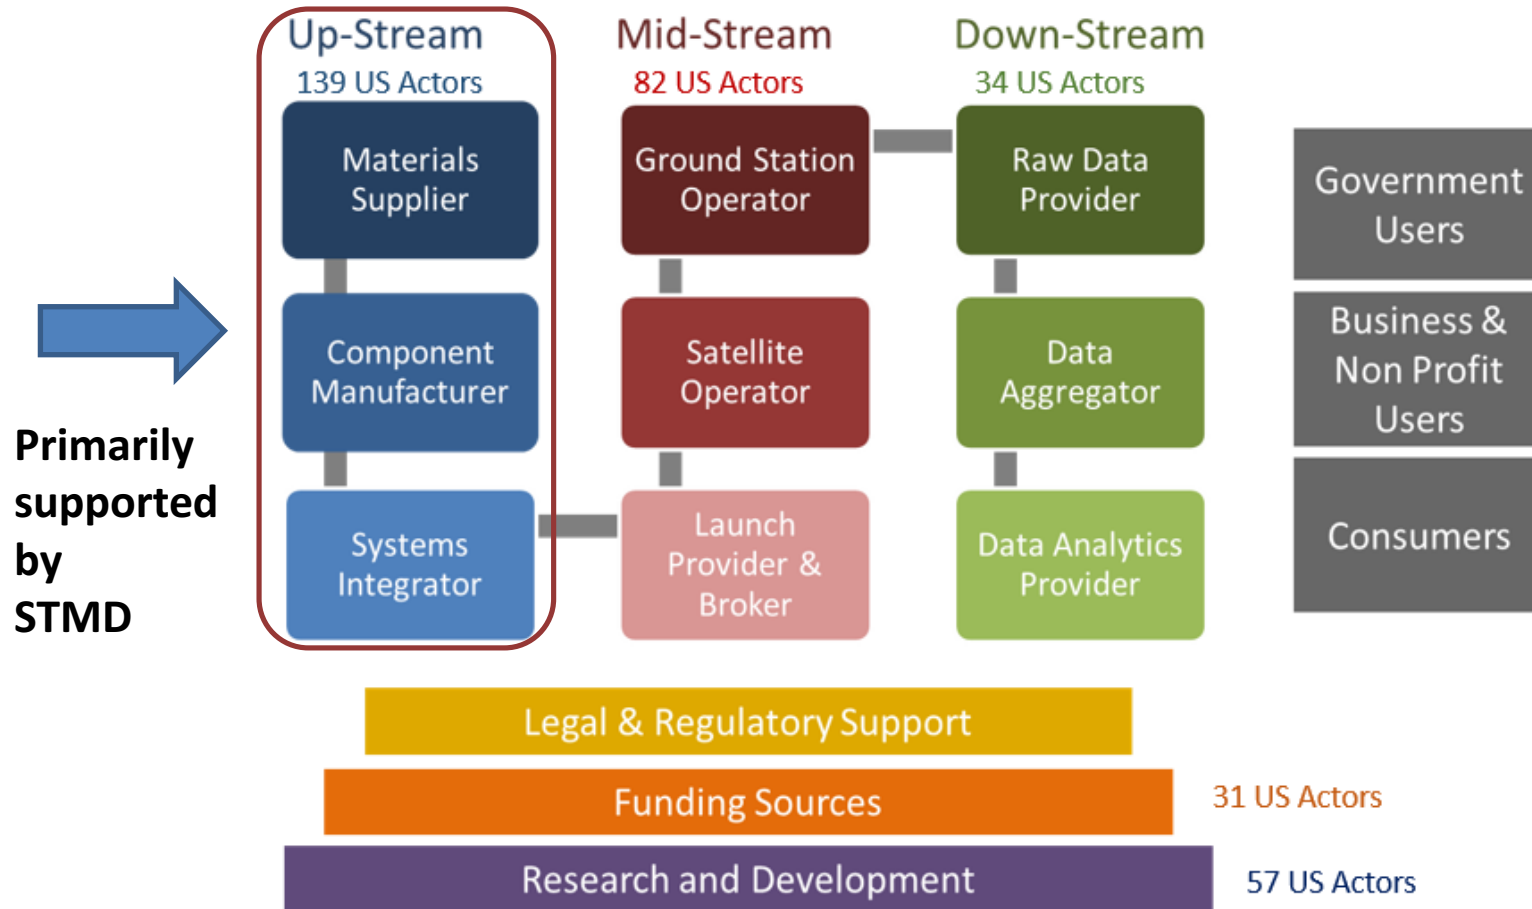 Up-Stream
139 US Actors
Materials
Supplier
Component
Manufacturer
Systems
Integrator
Mid-Stream
82 US Actors
Ground Station
Operator
Satellite
Operator
Launch
Provider &
Broker
Down-Stream
34 US Actors
Raw Data
Provider
Data
Aggregator
Data Analytics
Provider
Government
Users
Business &
Non Profit
Users
Consumers
Primarily
supported
by
STMD
Legal & Regulatory Support
Funding Sources
31 US Actors
Research and Development
57 US Actors